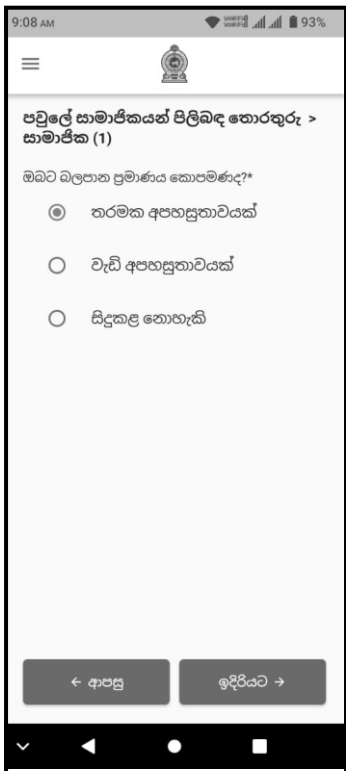 9:08 AM 93%
පවුලේ සාමාජිකයන් පිලිබඳ තොරතුරු >
සාමාජික (1)
ඔබට බලපාන ප්‍රමාණය කොපමණද?*
තරමක අපහසුතාවයක්
වැඩි අපහසුතාවයක්
සිදුකළ නොහැකි
← ආපසු ඉදිරියට →